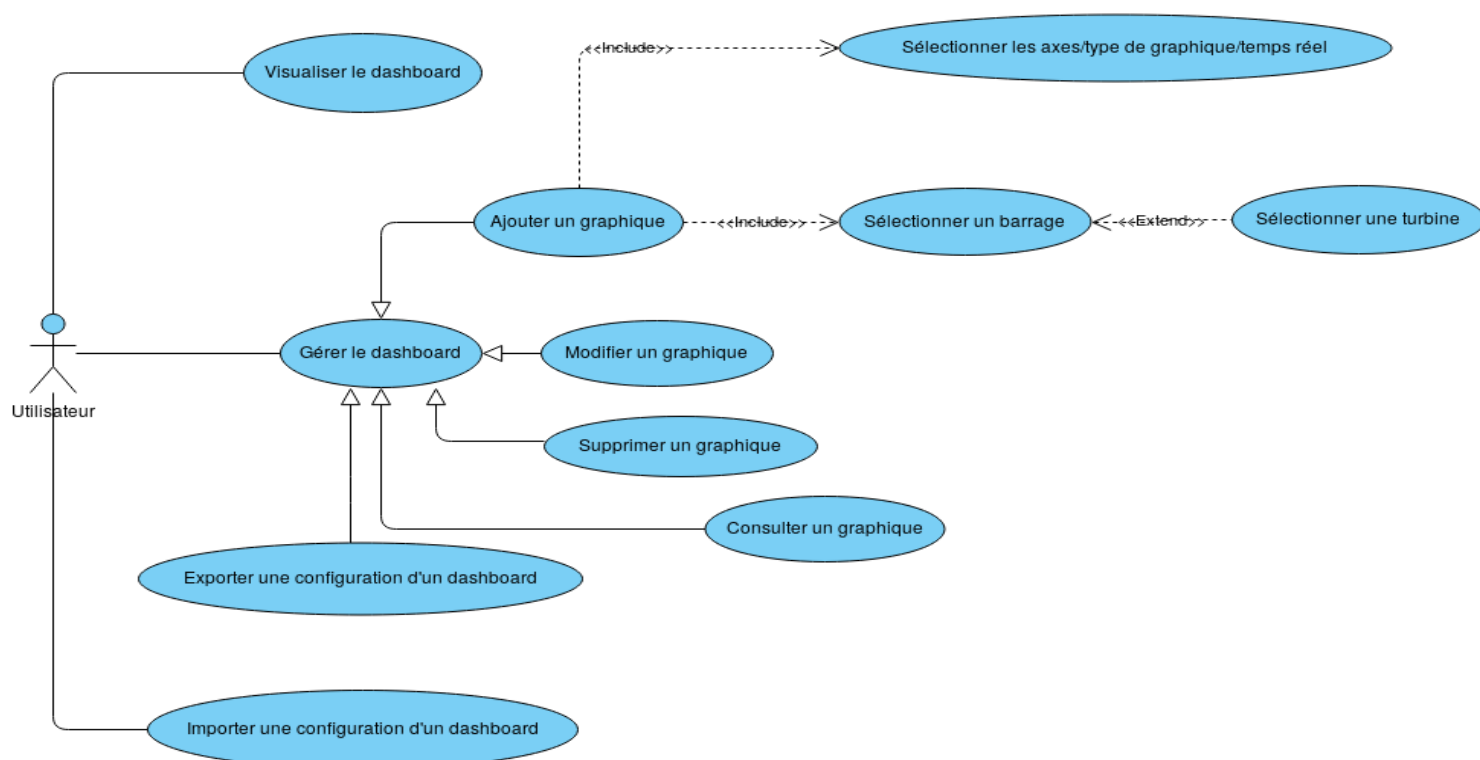 <<Include>>
Sélectionner les axes/type de graphique/temps réel
Visualiser le dashboard
Ajouter un graphique
<<Include>>
Sélectionner un barrage
<<Extend>>
Sélectionner une turbine
Gérer le dashboard
Modifier un graphique
Utilisateur
Supprimer un graphique
Consulter un graphique
Exporter une configuration d'un dashboard
Importer une configuration d'un dashboard